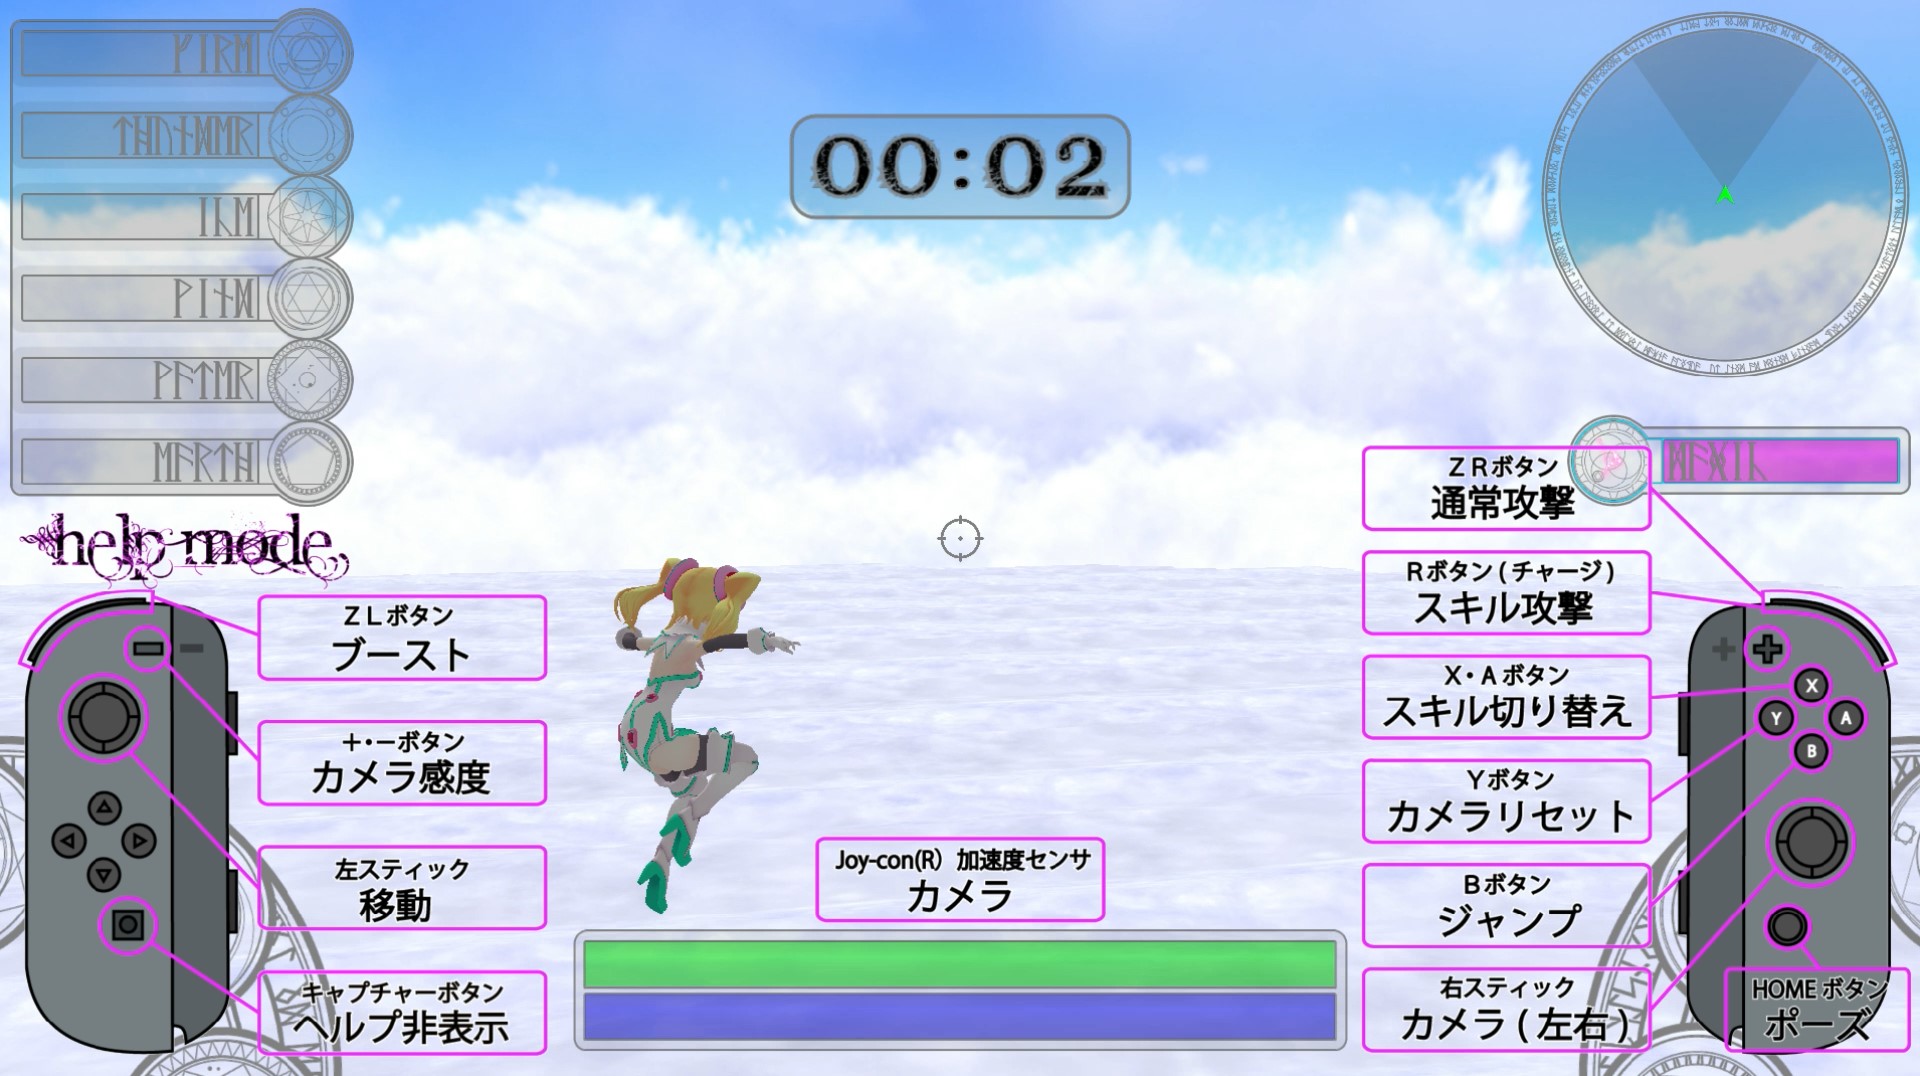 ᚠᛁᚱᛖ
ᛏᚺᚢᚾᛞᛖᚱ
ᛁᚳᛖ
ᚹᛁᚾᛞ
ᚹᚨᛏᛖᚱ
ᛖᚨᚱᛏᚺ
00:02
help mode
ZLボタン
ブースト
+・−ボタン
カメラ感度
左スティック
移動
キャプチャーボタン
ヘルプ非表示
Joy-con(R) 加速度センサ
カメラ
ZRボタン
通常攻撃
Rボタン(チャージ)
スキル攻撃
X・Aボタン
スキル切り替え
Yボタン
カメラリセット
Bボタン
ジャンプ
右スティック
カメラ(左右)
HOMEボタン
ポーズ
X
Y
A
B